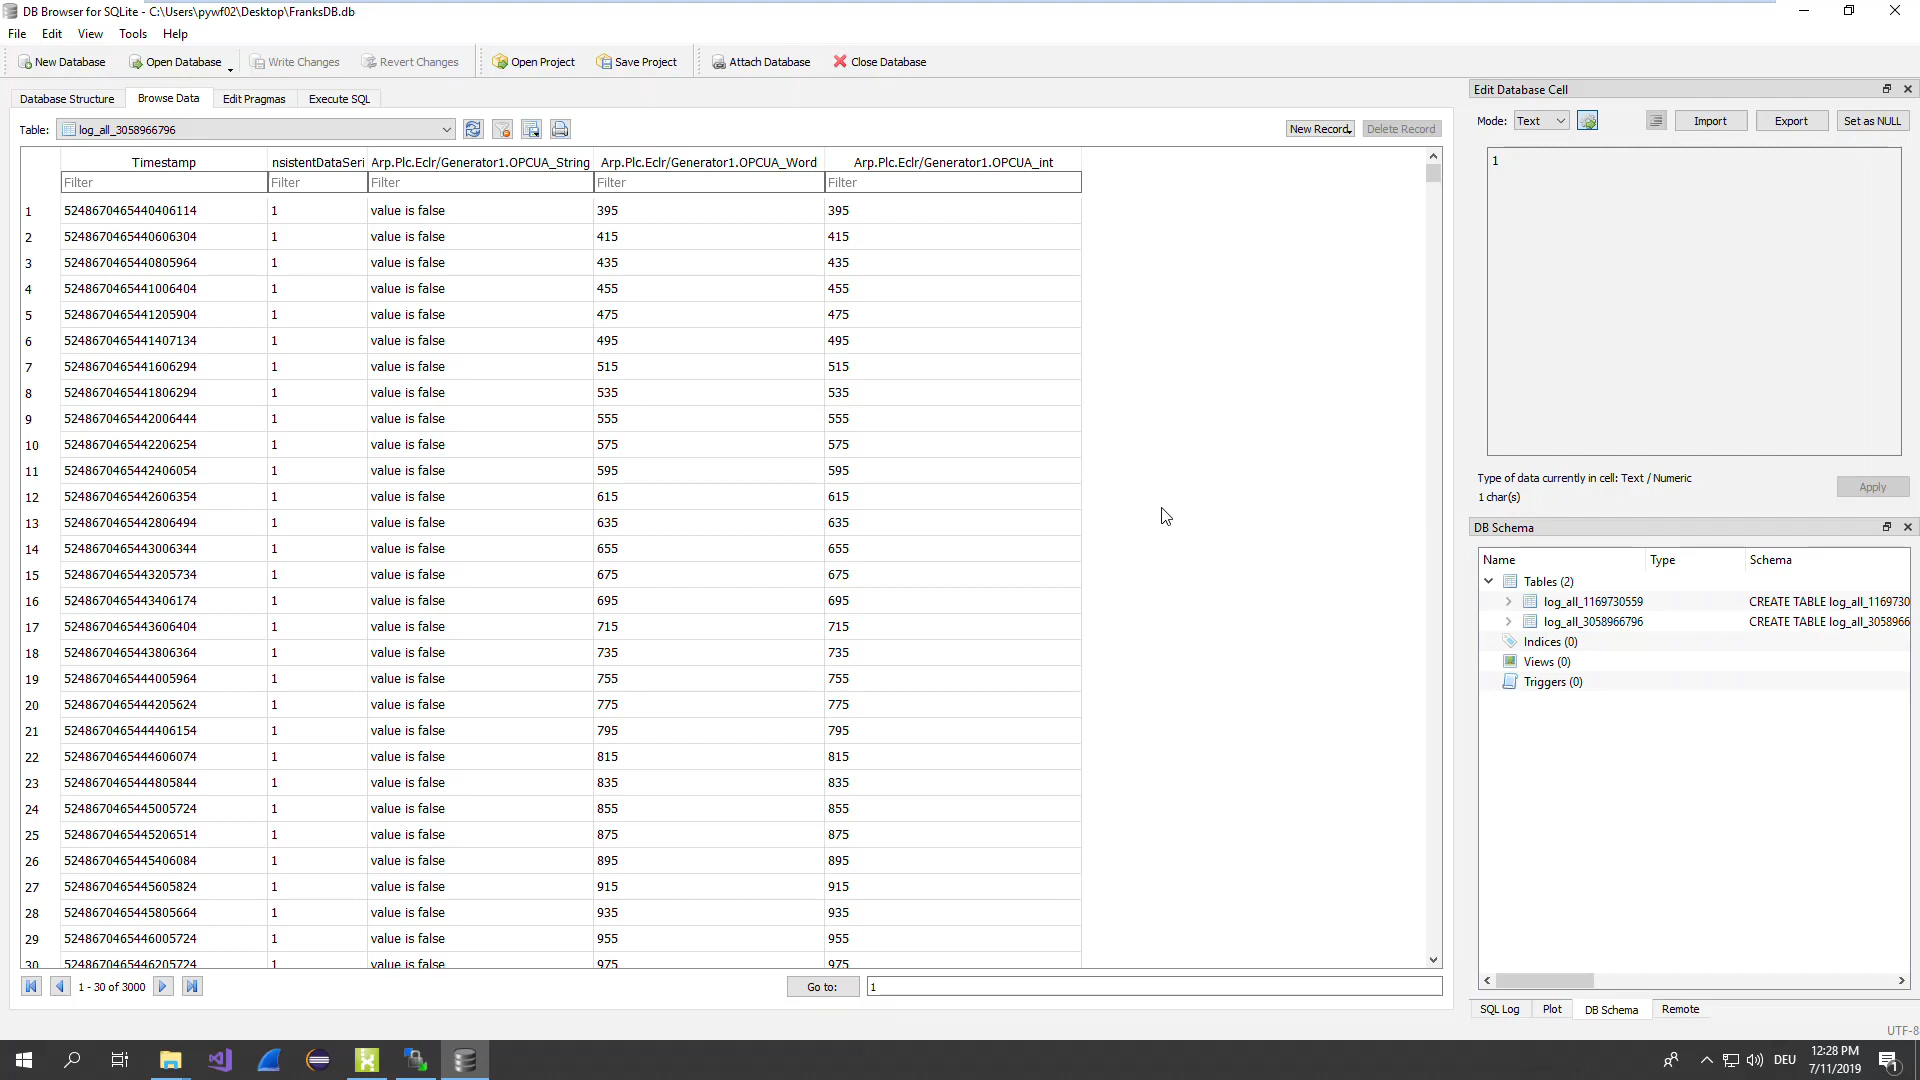 DB Browser for SQLite - C:\Users\pywf02\Desktop\FranksDB.db
File Edit View Tools Help
New Database Open Database Write Changes Revert Changes Open Project Save Project Attach Database Close Database
Database Structure Browse Data Edit Pragmas Execute SQL
Table: log_all_3058966796 New Record Delete Record
Timestamp nsistentDataSeri Arp.Plc.Eclr/Generator1.OPCUA_String Arp.Plc.Eclr/Generator1.OPCUA_Word Arp.Plc.Eclr/Generator1.OPCUA_int
Filter Filter Filter Filter Filter
1 5248670465440406114 1 value is false 395 395
2 5248670465440606304 1 value is false 415 415
3 5248670465440805964 1 value is false 435 435
4 5248670465441006404 1 value is false 455 455
5 5248670465441205904 1 value is false 475 475
6 5248670465441407134 1 value is false 495 495
7 5248670465441606294 1 value is false 515 515
8 5248670465441806294 1 value is false 535 535
9 5248670465442006444 1 value is false 555 555
10 5248670465442206254 1 value is false 575 575
11 5248670465442406054 1 value is false 595 595
12 5248670465442606354 1 value is false 615 615
13 5248670465442806494 1 value is false 635 635
14 5248670465443006344 1 value is false 655 655
15 5248670465443205734 1 value is false 675 675
16 5248670465443406174 1 value is false 695 695
17 5248670465443606404 1 value is false 715 715
18 5248670465443806364 1 value is false 735 735
19 5248670465444005964 1 value is false 755 755
20 5248670465444205624 1 value is false 775 775
21 5248670465444406154 1 value is false 795 795
22 5248670465444606074 1 value is false 815 815
23 5248670465444805844 1 value is false 835 835
24 5248670465445005724 1 value is false 855 855
25 5248670465445206514 1 value is false 875 875
26 5248670465445406084 1 value is false 895 895
27 5248670465445605824 1 value is false 915 915
28 5248670465445805664 1 value is false 935 935
29 5248670465446005724 1 value is false 955 955
30 5248670465446205724 1 value is false 975 975
1 - 30 of 3000 Go to: 1
Edit Database Cell
Mode: Text Import Export Set as NULL
1
Type of data currently in cell: Text / Numeric
1 char(s) Apply
DB Schema
Name Type Schema
Tables (2)
log_all_1169730559 CREATE TABLE log_all_1169730
log_all_3058966796 CREATE TABLE log_all_3058966
Indices (0)
Views (0)
Triggers (0)
SQL Log Plot DB Schema Remote
UTF-8
DEU 12:28 PM
7/11/2019 1